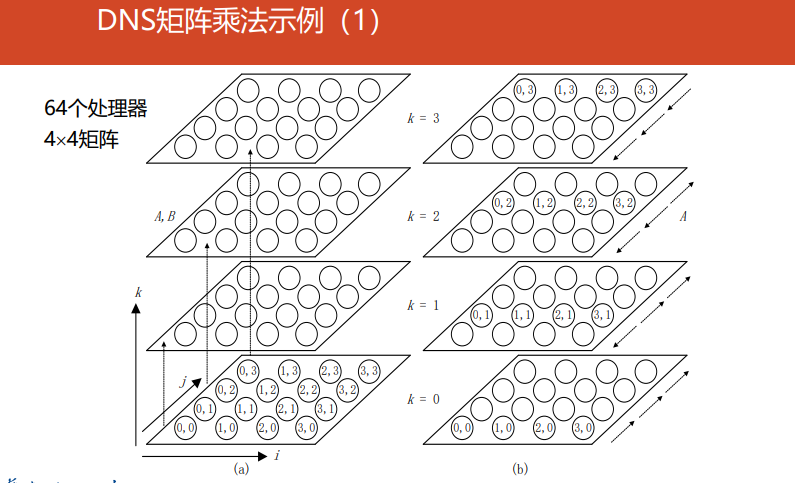 DNS矩阵乘法示例（1）
64个处理器
4×4矩阵
0,3 1,3 2,3 3,3
k = 3
A,B
0,2 1,2 2,2 3,2
k = 2
A
k
0,1 1,1 2,1 3,1
k = 1
0,3 1,3 2,3 3,3
j
0,2 1,2 2,2 3,2
k = 0
0,1 1,1 2,1 3,1
0,0 1,0 2,0 3,0
0,0 1,0 2,0 3,0
i
(a)
(b)